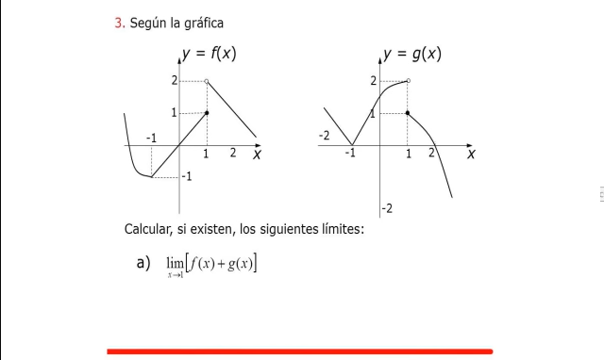 3. Según la gráfica
y = f(x)
2
1
-1
1
2
X
-1
y = g(x)
2
1
-2
-1
1
2
X
-2
Calcular, si existen, los siguientes límites:
a) lim[f(x)+g(x)]
x→1